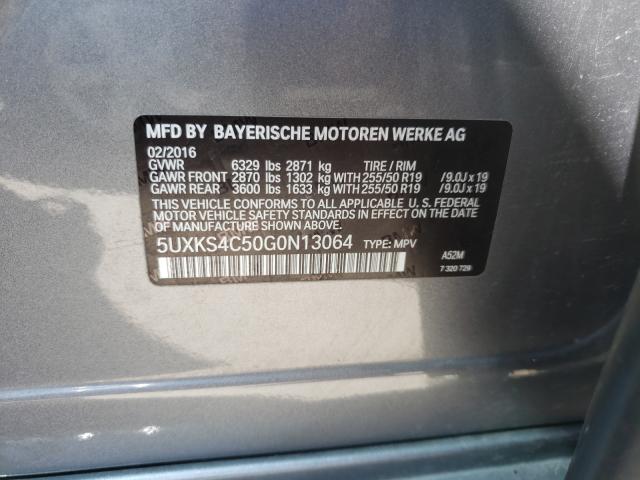 MFD BY BAYERISCHE MOTOREN WERKE AG
02/2016
GVWR 6329 lbs 2871 kg TIRE / RIM
GAWR FRONT 2870 lbs 1302 kg WITH 255/50 R19 /9.0J x 19
GAWR REAR 3600 lbs 1633 kg WITH 255/50 R19 /9.0J x 19
THIS VEHICLE CONFORMS TO ALL APPLICABLE U. S. FEDERAL
MOTOR VEHICLE SAFETY STANDARDS IN EFFECT ON THE DATE
OF MANUFACTURE SHOWN ABOVE.
5UXKS4C50G0N13064 TYPE: MPV
A52M
7 320 729